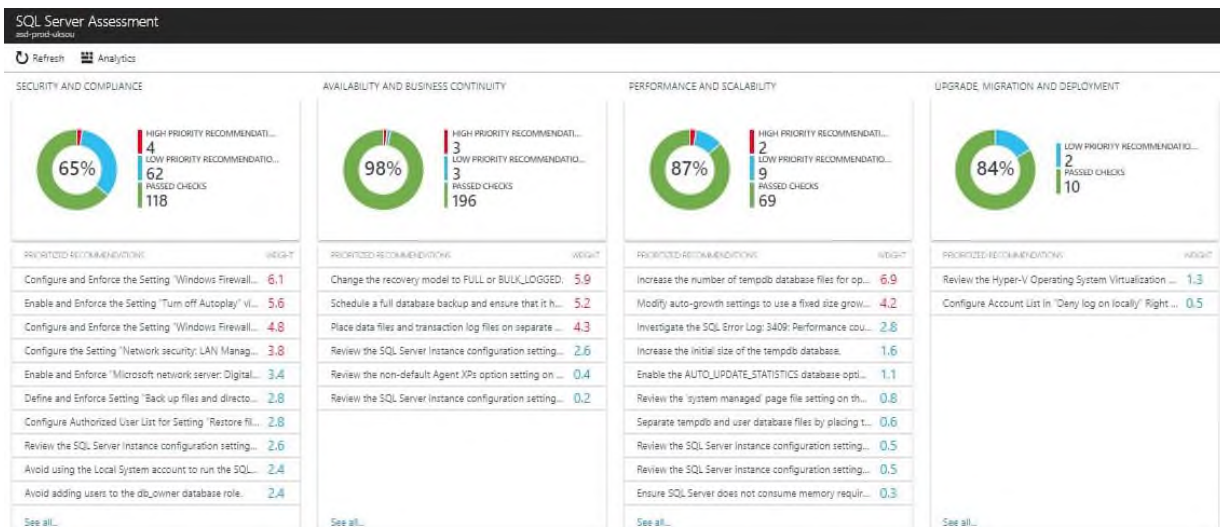 SQL Server Assessment
asd-prod-uksou
Refresh
Analytics
SECURITY AND COMPLIANCE
65%
HIGH PRIORITY RECOMMENDATI...
4
LOW PRIORITY RECOMMENDATIO...
62
PASSED CHECKS
118
PRIORITIZED RECOMMENDATIONS WEIGHT
Configure and Enforce the Setting "Windows Firewall... 6.1
Enable and Enforce the Setting "Turn off Autoplay" vi... 5.6
Configure and Enforce the Setting "Windows Firewall... 4.8
Configure the Setting "Network security: LAN Manag... 3.8
Enable and Enforce "Microsoft network server: Digital... 3.4
Define and Enforce Setting "Back up files and directo... 2.8
Configure Authorized User List for Setting "Restore fil... 2.8
Review the SQL Server Instance configuration setting... 2.6
Avoid using the Local System account to run the SQL... 2.4
Avoid adding users to the db_owner database role. 2.4
See all...
AVAILABILITY AND BUSINESS CONTINUITY
98%
HIGH PRIORITY RECOMMENDATI...
3
LOW PRIORITY RECOMMENDATIO...
3
PASSED CHECKS
196
PRIORITIZED RECOMMENDATIONS WEIGHT
Change the recovery model to FULL or BULK_LOGGED. 5.9
Schedule a full database backup and ensure that it h... 5.2
Place data files and transaction log files on separate ... 4.3
Review the SQL Server Instance configuration setting... 2.6
Review the non-default Agent XPs option setting on ... 0.4
Review the SQL Server Instance configuration setting... 0.2
See all...
PERFORMANCE AND SCALABILITY
87%
HIGH PRIORITY RECOMMENDATI...
2
LOW PRIORITY RECOMMENDATIO...
9
PASSED CHECKS
69
PRIORITIZED RECOMMENDATIONS WEIGHT
Increase the number of tempdb database files for op... 6.9
Modify auto-growth settings to use a fixed size grow... 4.2
Investigate the SQL Error Log: 3409: Performance cou... 2.8
Increase the initial size of the tempdb database. 1.6
Enable the AUTO_UPDATE_STATISTICS database opti... 1.1
Review the 'system managed' page file setting on th... 0.8
Separate tempdb and user database files by placing t... 0.6
Review the SQL Server Instance configuration setting... 0.5
Review the SQL Server Instance configuration setting... 0.5
Ensure SQL Server does not consume memory requir... 0.3
See all...
UPGRADE, MIGRATION AND DEPLOYMENT
84%
LOW PRIORITY RECOMMENDATIO...
2
PASSED CHECKS
10
PRIORITIZED RECOMMENDATIONS WEIGHT
Review the Hyper-V Operating System Virtualization ... 1.3
Configure Account List in "Deny log on locally" Right ... 0.5
See all...